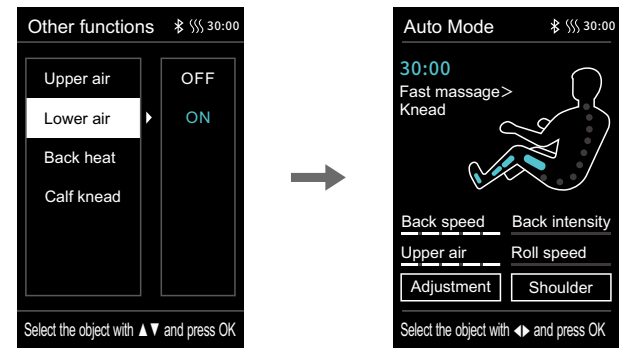 Other functions 30:00
Upper air OFF
Lower air ON
Back heat
Calf knead
Select the object with ▲▼ and press OK
Auto Mode 30:00
30:00
Fast massage>
Knead
Back speed Back intensity
Upper air Roll speed
Adjustment Shoulder
Select the object with ◀▶ and press OK